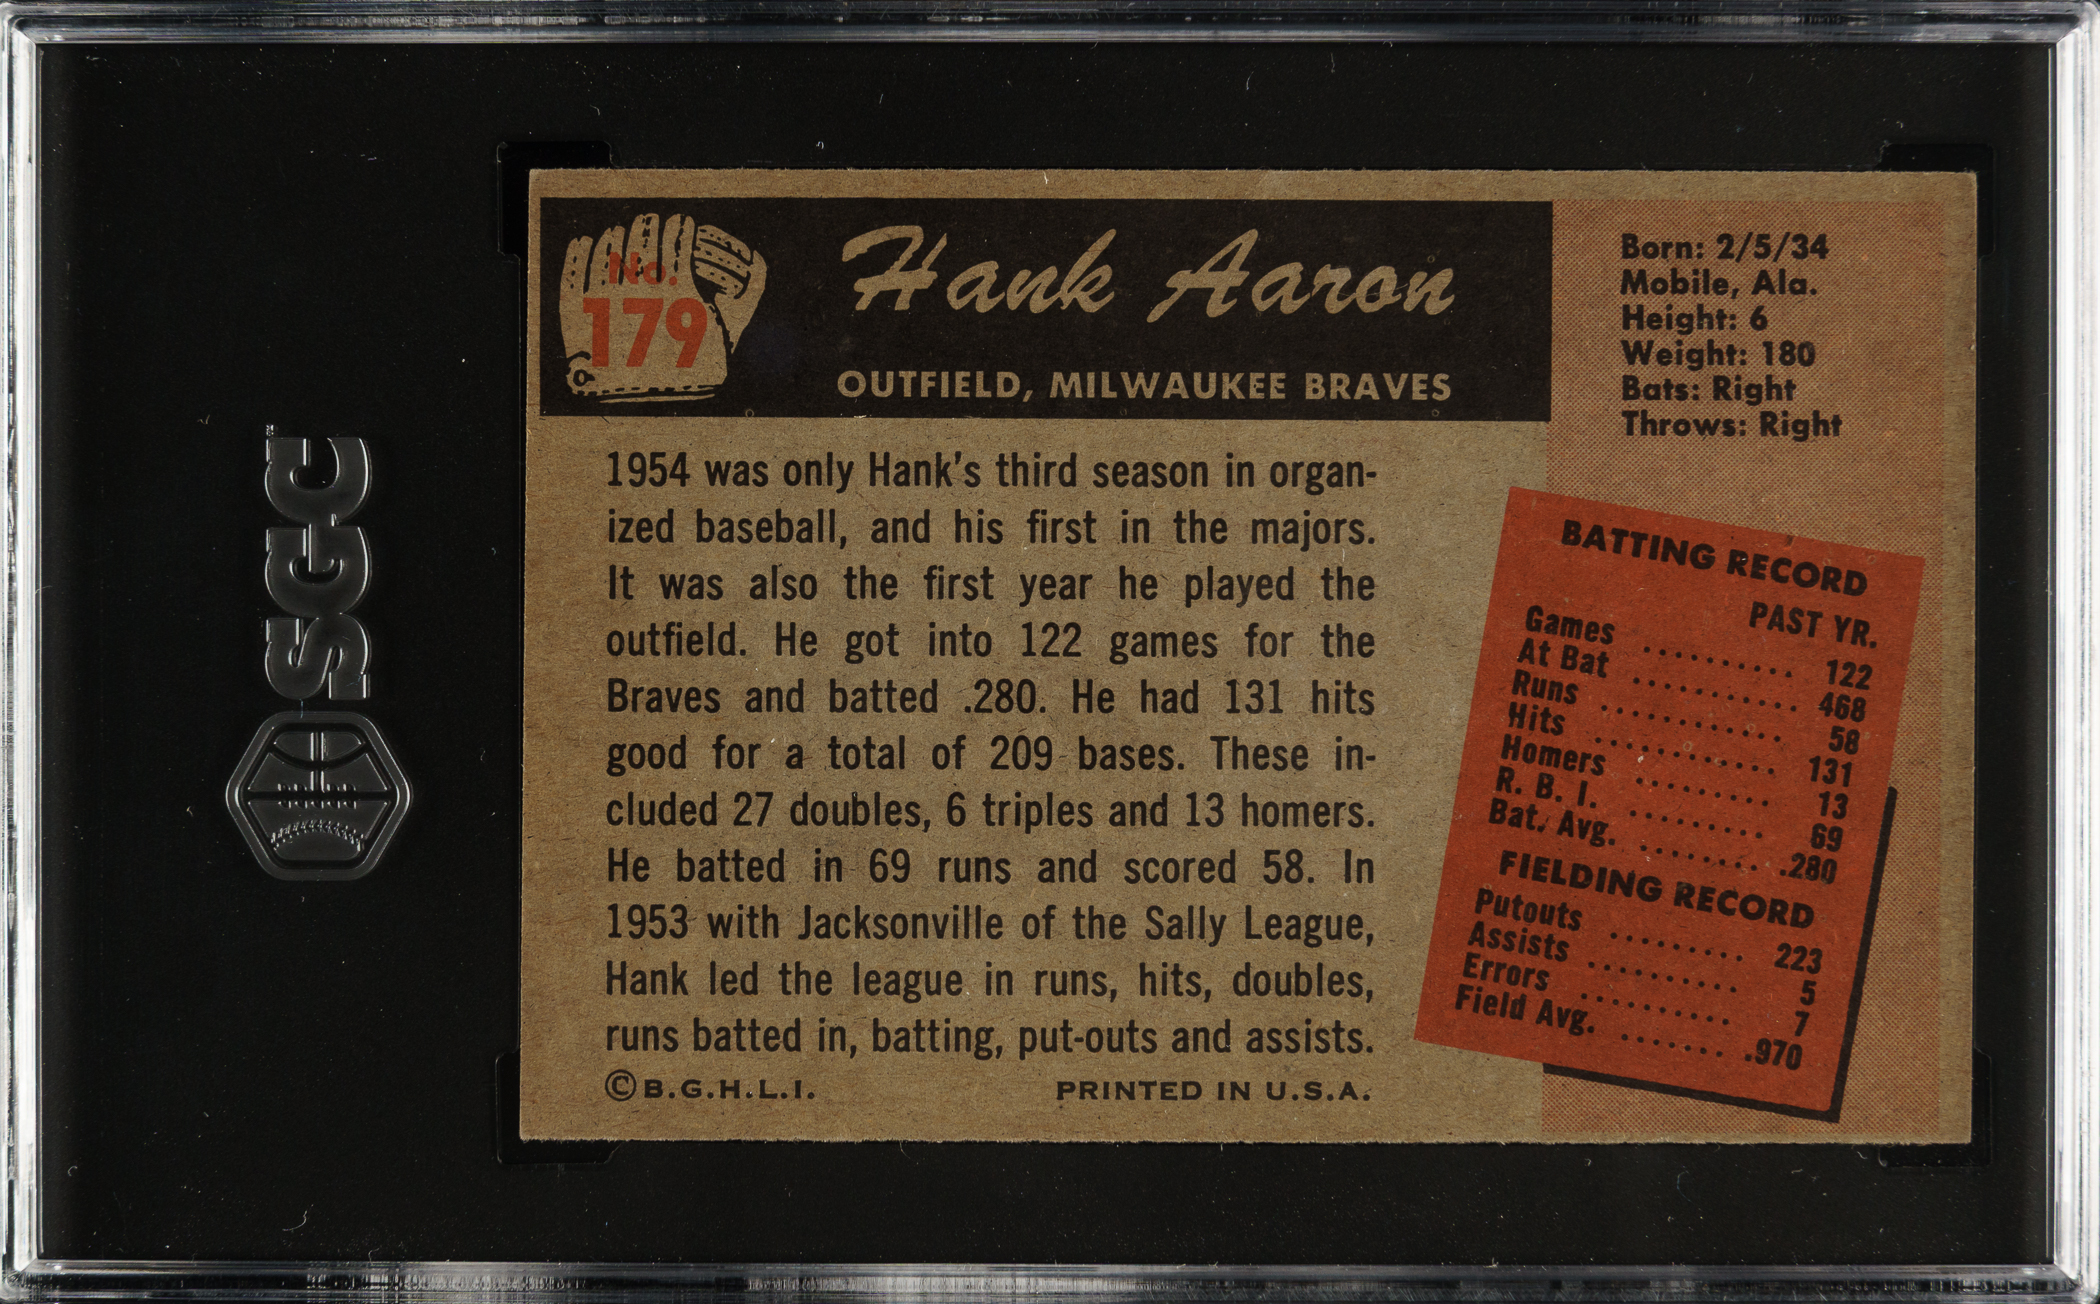 SGC
No.
179
Hank Aaron
OUTFIELD, MILWAUKEE BRAVES
Born: 2/5/34
Mobile, Ala.
Height: 6
Weight: 180
Bats: Right
Throws: Right
1954 was only Hank's third season in organ-
ized baseball, and his first in the majors.
It was also the first year he played the
outfield. He got into 122 games for the
Braves and batted .280. He had 131 hits
good for a total of 209 bases. These in-
cluded 27 doubles, 6 triples and 13 homers.
He batted in 69 runs and scored 58. In
1953 with Jacksonville of the Sally League,
Hank led the league in runs, hits, doubles,
runs batted in, batting, put-outs and assists.
© B.G.H.L.I. PRINTED IN U.S.A.
BATTING RECORD
PAST YR.
Games .......... 122
At Bat ........... 468
Runs ........... 58
Hits ........... 131
Homers ......... 13
R. B. I. ......... 69
Bat. Avg. ........ .280
FIELDING RECORD
Putouts ......... 223
Assists .......... 5
Errors .......... 7
Field Avg. ....... .970